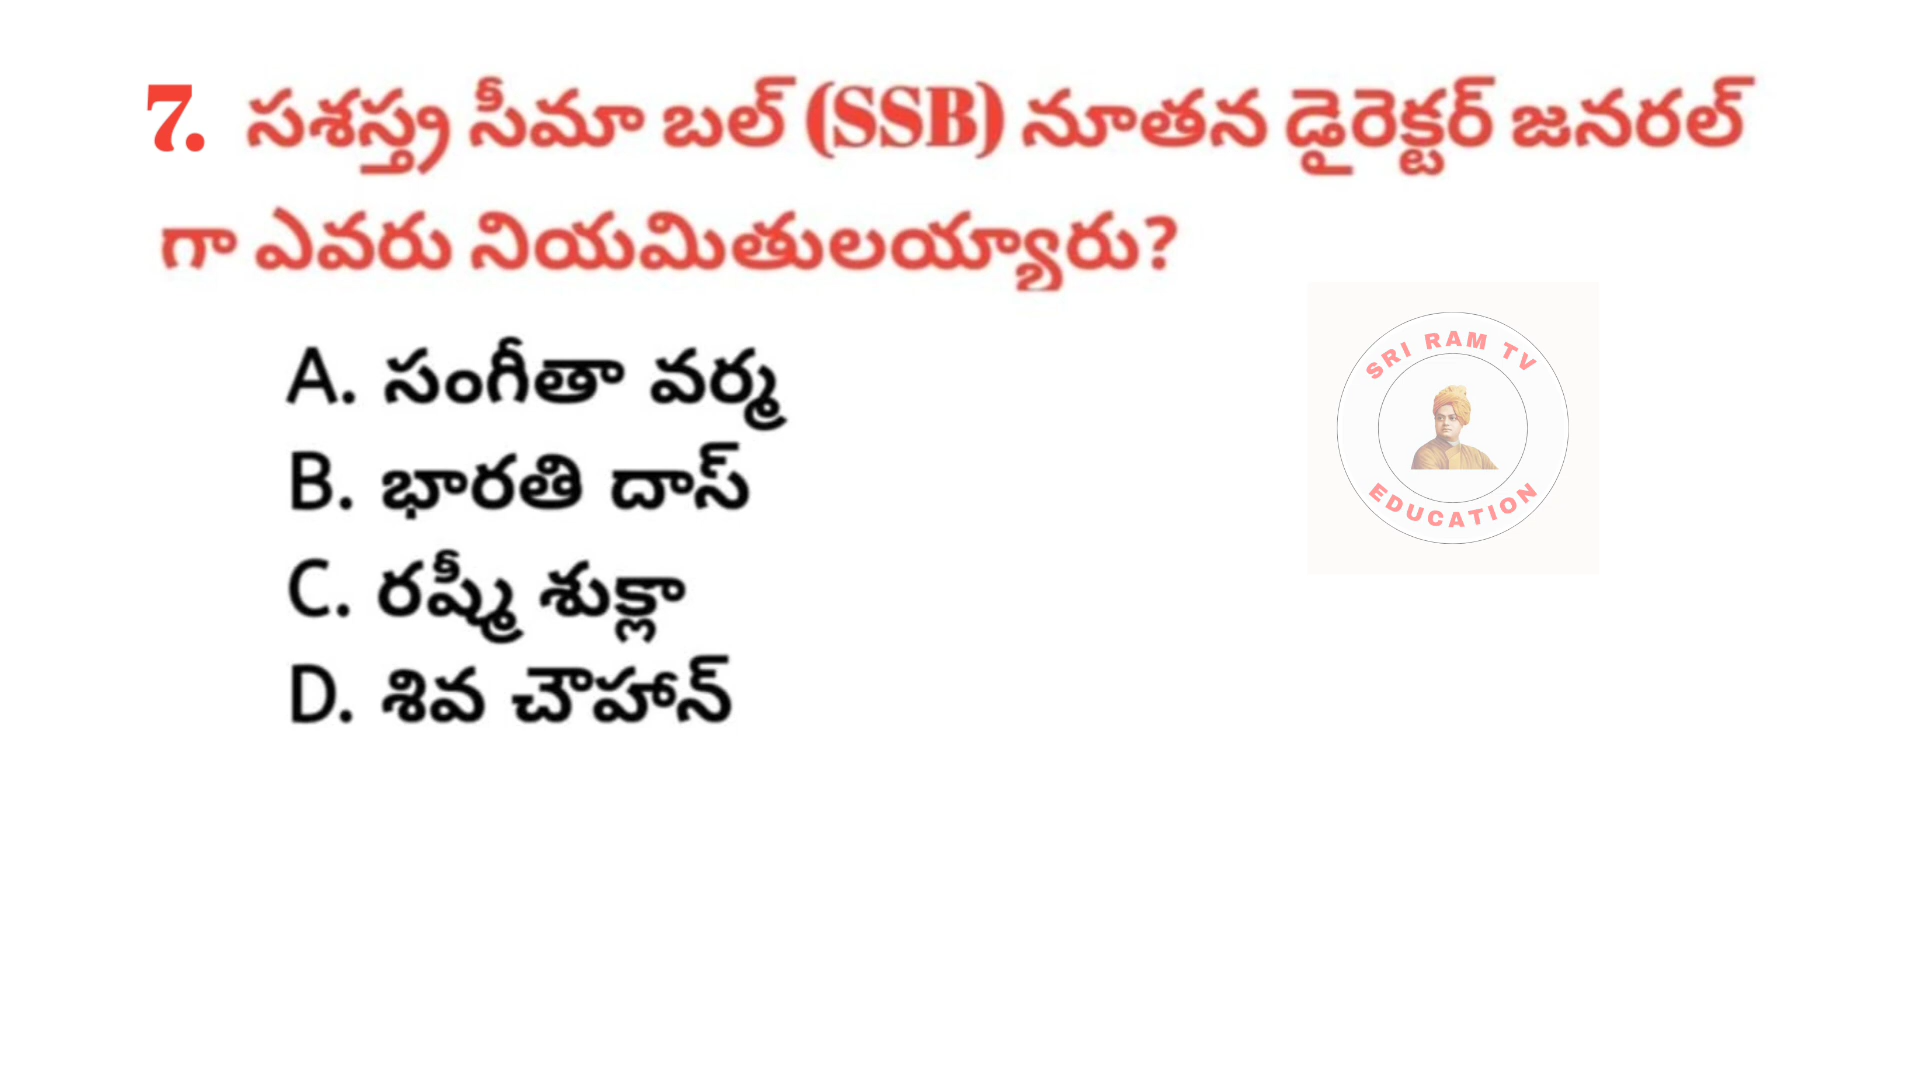 7. సశస్త్ర సీమా బల్ (SSB) నూతన డైరెక్టర్ జనరల్
గా ఎవరు నియమితులయ్యారు?
A. సంగీతా వర్మ
B. భారతి దాస్
C. రష్మీ శుక్లా
D. శివ చౌహాన్
SRI RAM TV
EDUCATION